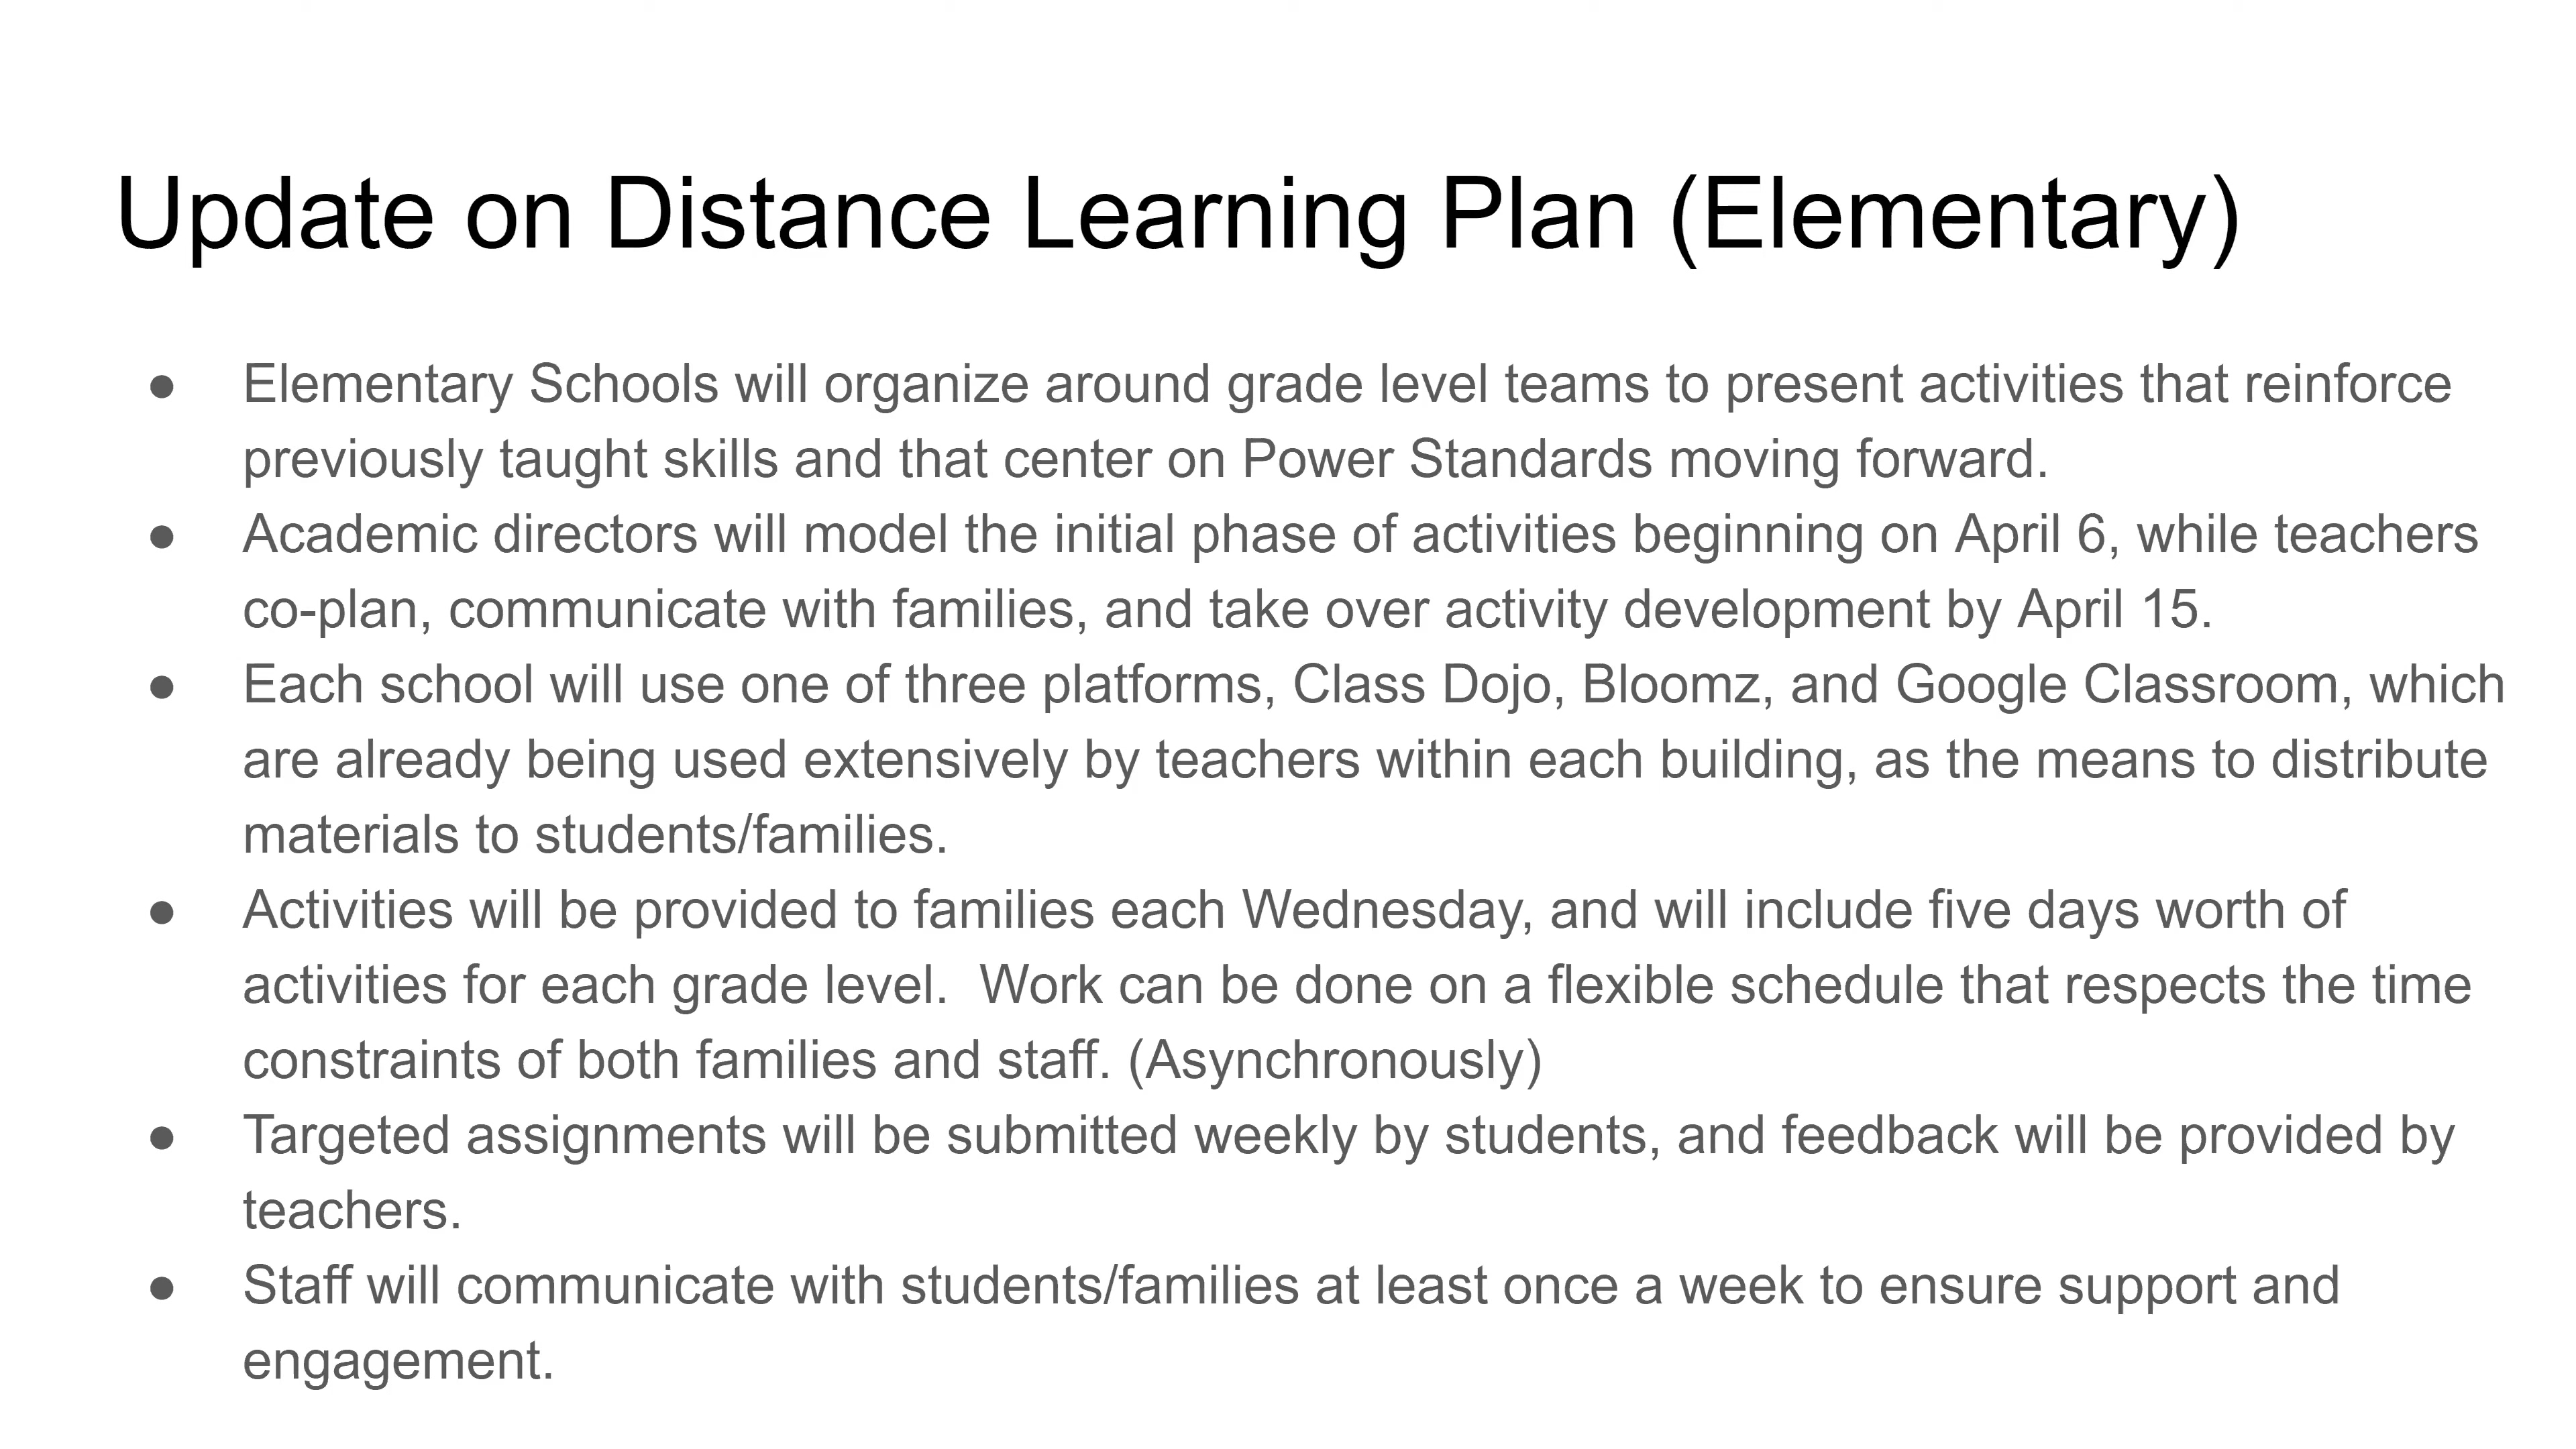 Update on Distance Learning Plan (Elementary)
● Elementary Schools will organize around grade level teams to present activities that reinforce
previously taught skills and that center on Power Standards moving forward.
● Academic directors will model the initial phase of activities beginning on April 6, while teachers
co-plan, communicate with families, and take over activity development by April 15.
● Each school will use one of three platforms, Class Dojo, Bloomz, and Google Classroom, which
are already being used extensively by teachers within each building, as the means to distribute
materials to students/families.
● Activities will be provided to families each Wednesday, and will include five days worth of
activities for each grade level.  Work can be done on a flexible schedule that respects the time
constraints of both families and staff. (Asynchronously)
● Targeted assignments will be submitted weekly by students, and feedback will be provided by
teachers.
● Staff will communicate with students/families at least once a week to ensure support and
engagement.